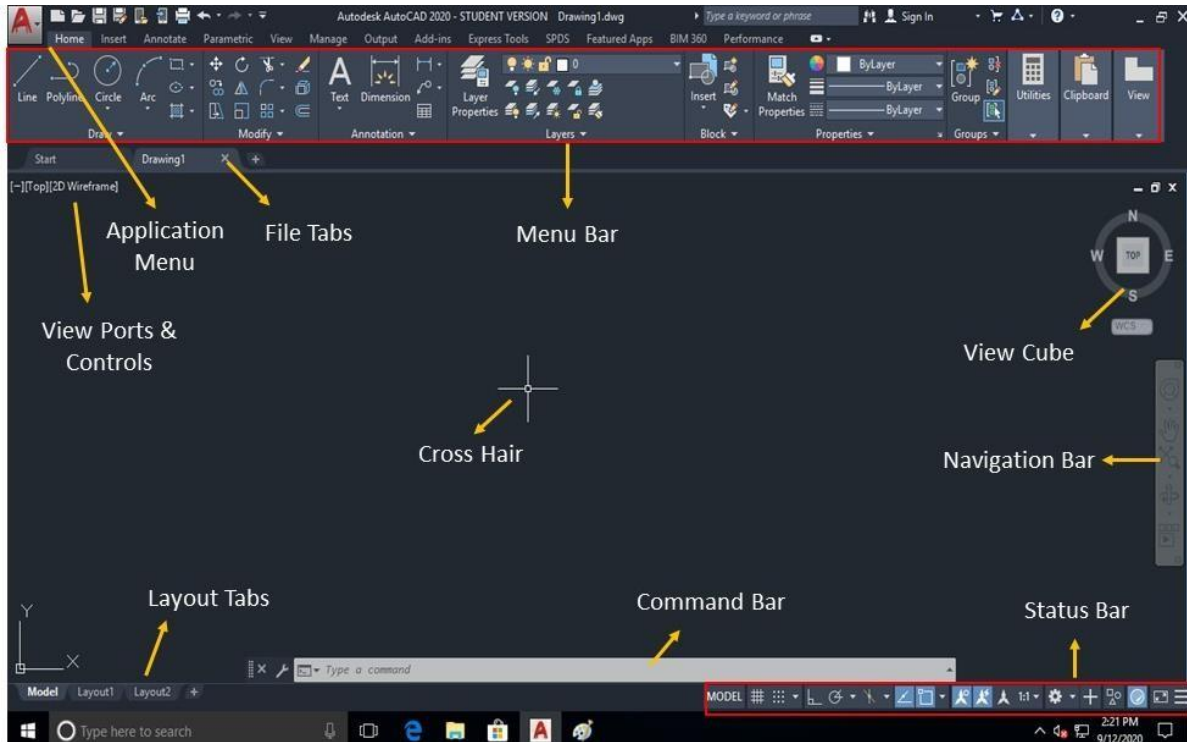 A
Autodesk AutoCAD 2020 - STUDENT VERSION Drawing1.dwg
Type a keyword or phrase
Sign In
Home Insert Annotate Parametric View Manage Output Add-ins Express Tools SPDS Featured Apps BIM 360 Performance
Line Polyline Circle Arc
Text Dimension
Layer Properties
0
Insert
Match Properties
ByLayer
ByLayer
ByLayer
Group
Utilities
Clipboard
View
Draw Modify Annotation Layers Block Properties Groups
Start Drawing1 +
[-][Top][2D Wireframe]
Application
Menu
File Tabs
Menu Bar
N
W TOP E
S
WCS
View Ports &
Controls
View Cube
Cross Hair
Navigation Bar
Layout Tabs
Command Bar
Status Bar
Y
X
Type a command
Model Layout1 Layout2 +
MODEL 1:1
Type here to search
2:21 PM
9/12/2020